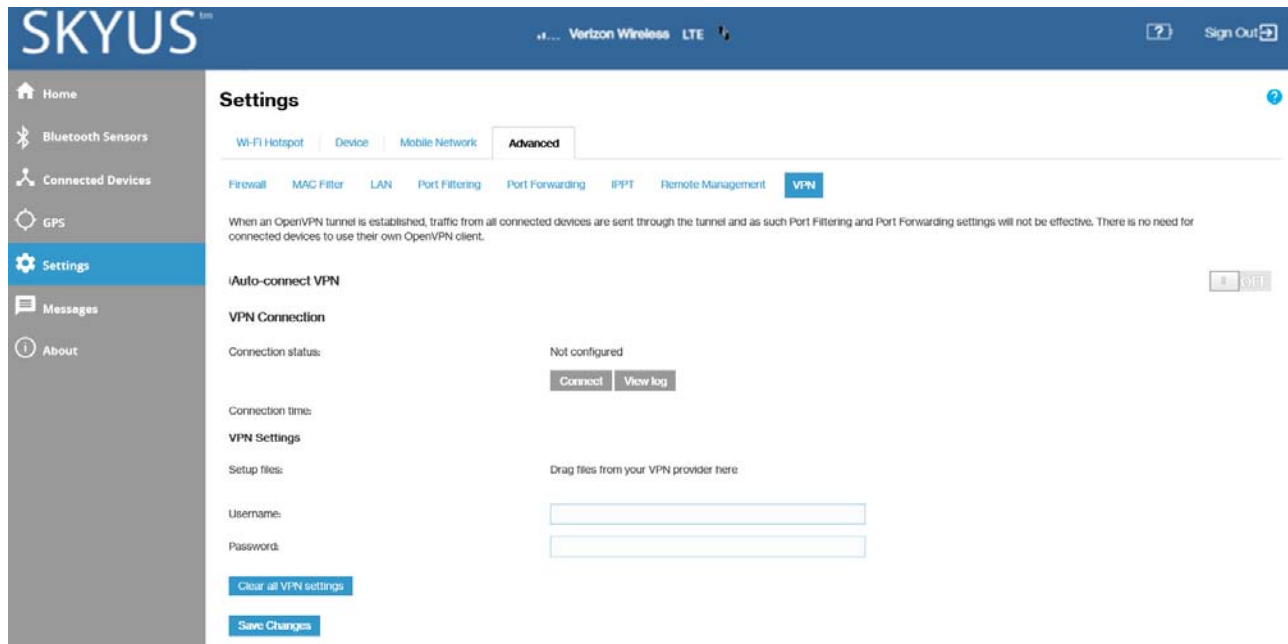 SKYUS™
Verizon Wireless LTE
?
Sign Out
Home
Bluetooth Sensors
Connected Devices
GPS
Settings
Messages
About
Settings
?
Wi-Fi Hotspot Device Mobile Network Advanced
Firewall MAC Filter LAN Port Filtering Port Forwarding IPPT Remote Management VPN
When an OpenVPN tunnel is established, traffic from all connected devices are sent through the tunnel and as such Port Filtering and Port Forwarding settings will not be effective. There is no need for
connected devices to use their own OpenVPN client.
Auto-connect VPN
OFF
VPN Connection
Connection status: Not configured
Connect View log
Connection time:
VPN Settings
Setup files: Drag files from your VPN provider here
Username:
Password:
Clear all VPN settings
Save Changes